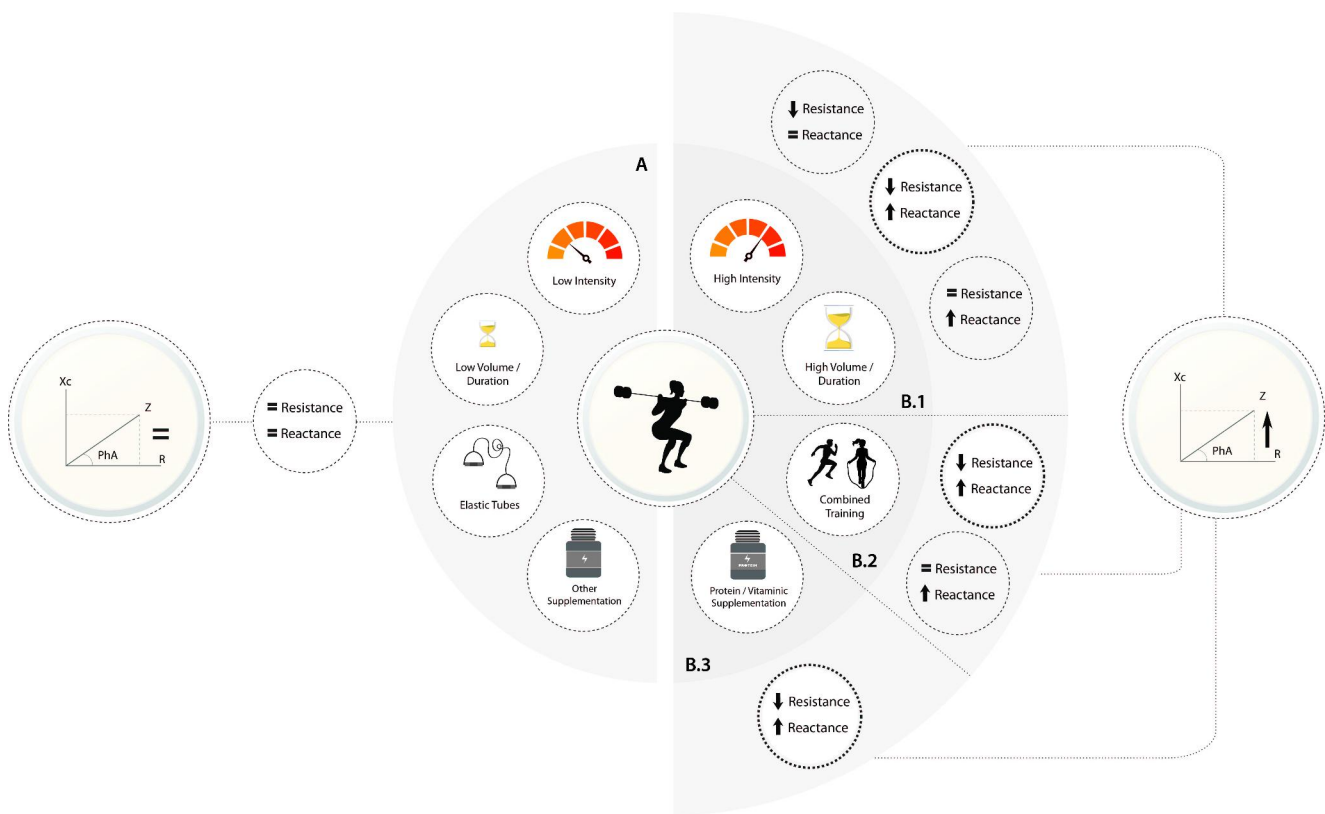 Xc
Z
=
PhA
R
= Resistance
= Reactance
A
Low Intensity
Low Volume /
Duration
Elastic Tubes
Other
Supplementation
High Intensity
High Volume /
Duration
B.1
Combined
Training
B.2
PROTEIN
Protein / Vitaminic
Supplementation
B.3
↓ Resistance
= Reactance
↓ Resistance
↑ Reactance
= Resistance
↑ Reactance
↓ Resistance
↑ Reactance
= Resistance
↑ Reactance
↓ Resistance
↑ Reactance
Xc
Z
↑
PhA
R